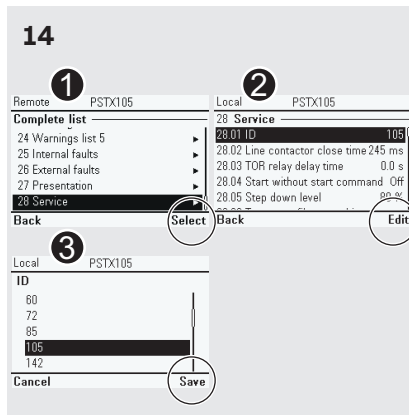 14
1
Remote PSTX105
Complete list
24 Warnings list 5
25 Internal faults
26 External faults
27 Presentation
28 Service
Back Select
2
Local PSTX105
28 Service
28.01 ID 105
28.02 Line contactor close time 245 ms
28.03 TOR relay delay time 0.0 s
28.04 Start without start command Off
28.05 Step down level 80 %
Back Edit
3
Local PSTX105
ID
60
72
85
105
142
Cancel Save